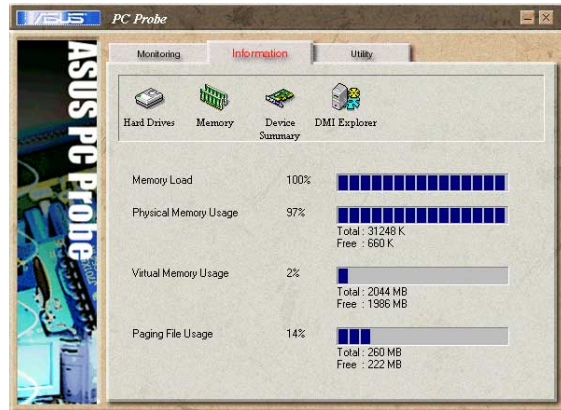 ASUS PC Probe
Monitoring Information Utility
ASUS PC Probe
Hard Drives Memory Device Summary DMI Explorer
Memory Load 100%
Physical Memory Usage 97%
Total : 31248 K
Free : 660 K
Virtual Memory Usage 2%
Total : 2044 MB
Free : 1986 MB
Paging File Usage 14%
Total : 260 MB
Free : 222 MB